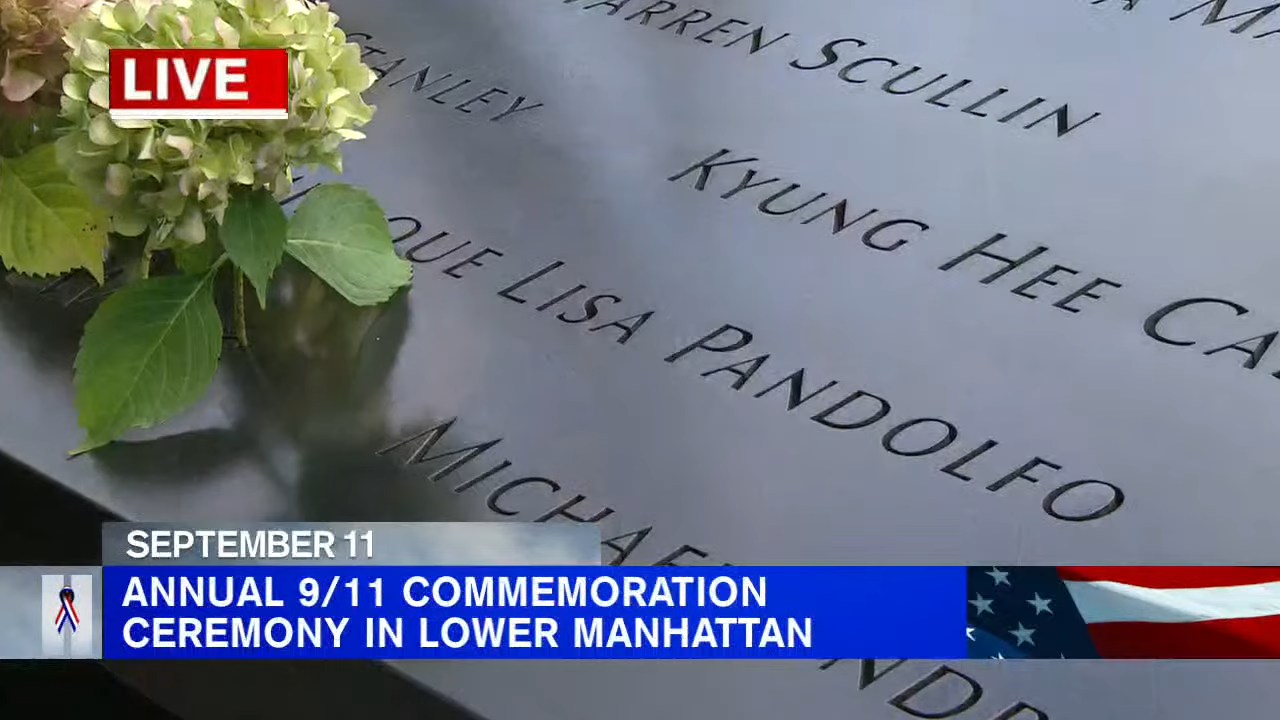 LIVE
WARREN SCULLIN
STANLEY
KYUNG HEE
LISA PANDOLFO
SEPTEMBER 11
ANNUAL 9/11 COMMEMORATION
CEREMONY IN LOWER MANHATTAN